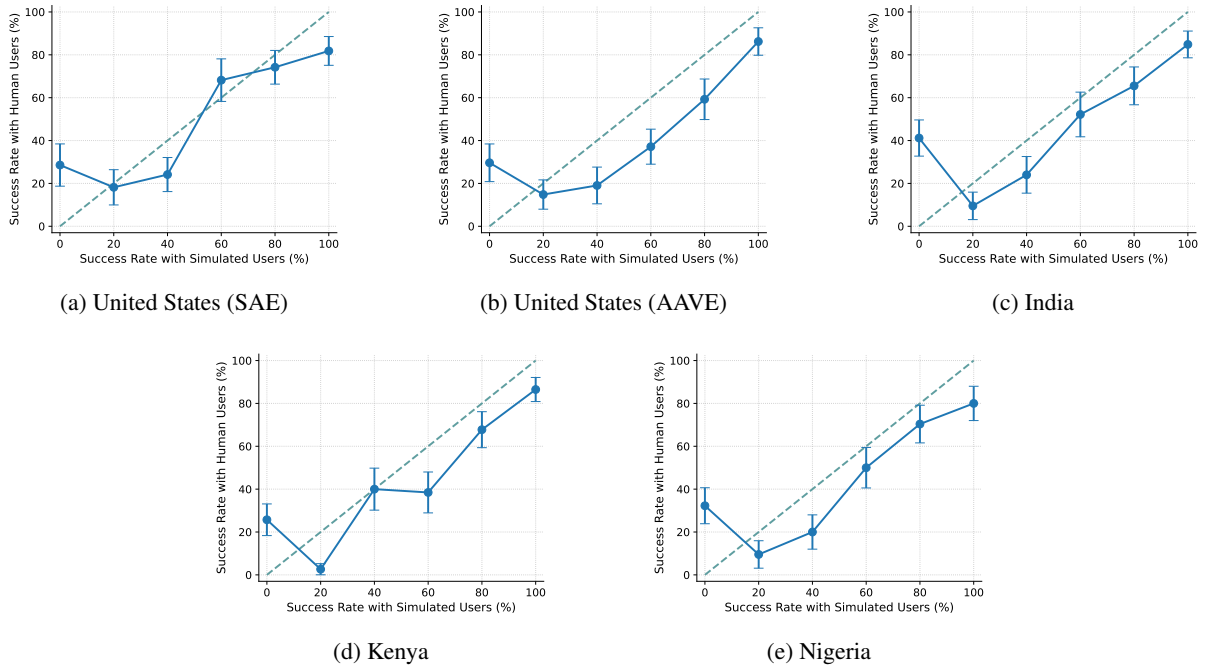 100
80
60
40
20
0
Success Rate with Human Users (%)
0 20 40 60 80 100
Success Rate with Simulated Users (%)
(a) United States (SAE)
100
80
60
40
20
0
Success Rate with Human Users (%)
0 20 40 60 80 100
Success Rate with Simulated Users (%)
(b) United States (AAVE)
100
80
60
40
20
0
Success Rate with Human Users (%)
0 20 40 60 80 100
Success Rate with Simulated Users (%)
(c) India
100
80
60
40
20
0
Success Rate with Human Users (%)
0 20 40 60 80 100
Success Rate with Simulated Users (%)
(d) Kenya
100
80
60
40
20
0
Success Rate with Human Users (%)
0 20 40 60 80 100
Success Rate with Simulated Users (%)
(e) Nigeria